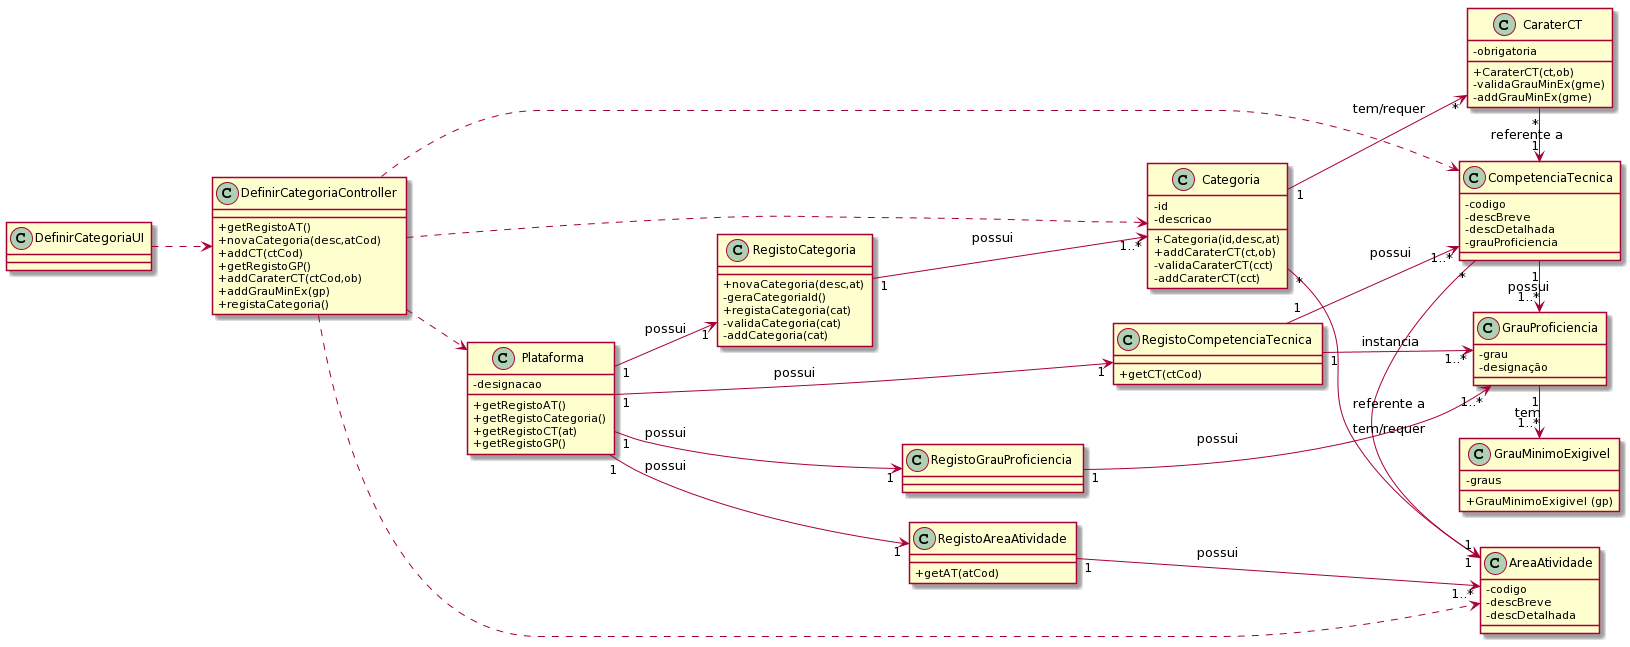 C DefinirCategoriaUI
C DefinirCategoriaController
+getRegistoAT()
+novaCategoria(desc,atCod)
+addCT(ctCod)
+getRegistoGP()
+addCaraterCT(ctCod,ob)
+addGrauMinEx(gp)
+registaCategoria()
C Plataforma
-designacao
+getRegistoAT()
+getRegistoCategoria()
+getRegistoCT(at)
+getRegistoGP()
possui
1
1
possui
1
1
possui
1
1
possui
1
1
C RegistoCategoria
+novaCategoria(desc,at)
-geraCategoriaId()
+registaCategoria(cat)
-validaCategoria(cat)
-addCategoria(cat)
possui
1
1..*
C RegistoCompetenciaTecnica
+getCT(ctCod)
possui
1
1..*
instancia
1
1..*
C RegistoGrauProficiencia
possui
1
1..*
C RegistoAreaAtividade
+getAT(atCod)
possui
1
1..*
C Categoria
-id
-descricao
+Categoria(id,desc,at)
+addCaraterCT(ct,ob)
-validaCaraterCT(cct)
-addCaraterCT(cct)
tem/requer
1
*
referente a
*
1
tem/requer
*
1
C CaraterCT
-obrigatoria
+CaraterCT(ct,ob)
-validaGrauMinEx(gme)
-addGrauMinEx(gme)
*
referente a
1
C CompetenciaTecnica
-codigo
-descBreve
-descDetalhada
-grauProficiencia
1
possui
1..*
C GrauProficiencia
-grau
-designação
1
tem
1..*
C GrauMinimoExigivel
-graus
+GrauMinimoExigivel (gp)
C AreaAtividade
-codigo
-descBreve
-descDetalhada